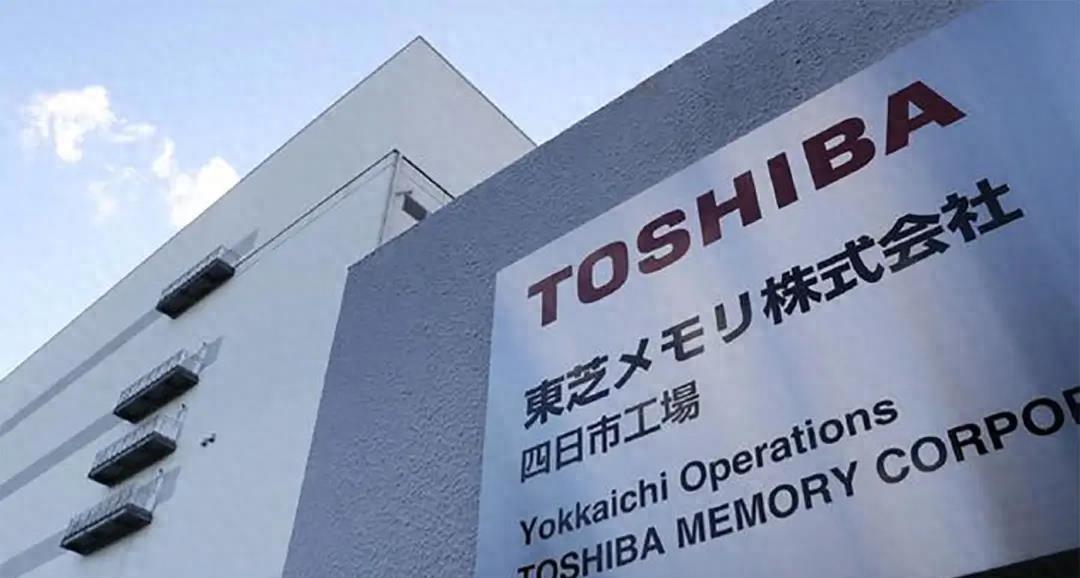 TOSHIBA
東芝メモリ株式会社
四日市工場
Yokkaichi Operations
TOSHIBA MEMORY CORPOR